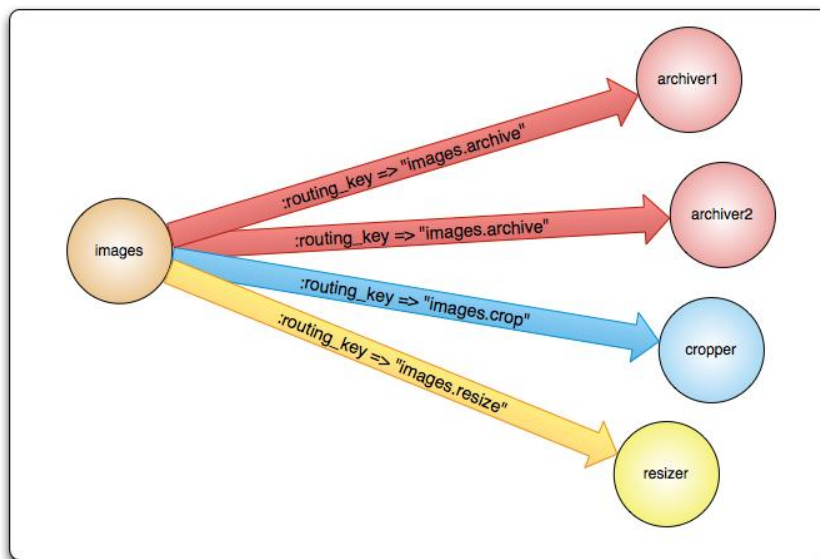 archiver1
:routing_key => "images.archive"
archiver2
:routing_key => "images.archive"
images
:routing_key => "images.crop"
cropper
:routing_key => "images.resize"
resizer